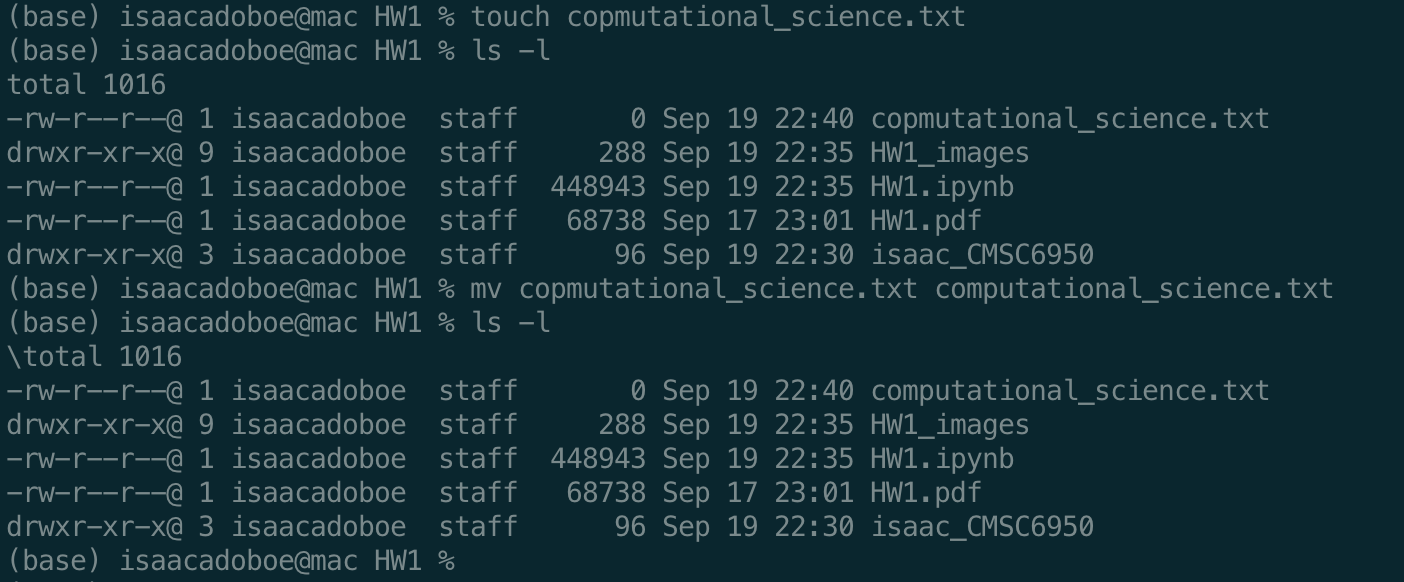 (base) isaacadoboe@mac HW1 % touch copmutational_science.txt
(base) isaacadoboe@mac HW1 % ls -l
total 1016
-rw-r--r--@ 1 isaacadoboe  staff       0 Sep 19 22:40 copmutational_science.txt
drwxr-xr-x@ 9 isaacadoboe  staff     288 Sep 19 22:35 HW1_images
-rw-r--r--@ 1 isaacadoboe  staff  448943 Sep 19 22:35 HW1.ipynb
-rw-r--r--@ 1 isaacadoboe  staff   68738 Sep 17 23:01 HW1.pdf
drwxr-xr-x@ 3 isaacadoboe  staff      96 Sep 19 22:30 isaac_CMSC6950
(base) isaacadoboe@mac HW1 % mv copmutational_science.txt computational_science.txt
(base) isaacadoboe@mac HW1 % ls -l
\total 1016
-rw-r--r--@ 1 isaacadoboe  staff       0 Sep 19 22:40 computational_science.txt
drwxr-xr-x@ 9 isaacadoboe  staff     288 Sep 19 22:35 HW1_images
-rw-r--r--@ 1 isaacadoboe  staff  448943 Sep 19 22:35 HW1.ipynb
-rw-r--r--@ 1 isaacadoboe  staff   68738 Sep 17 23:01 HW1.pdf
drwxr-xr-x@ 3 isaacadoboe  staff      96 Sep 19 22:30 isaac_CMSC6950
(base) isaacadoboe@mac HW1 %